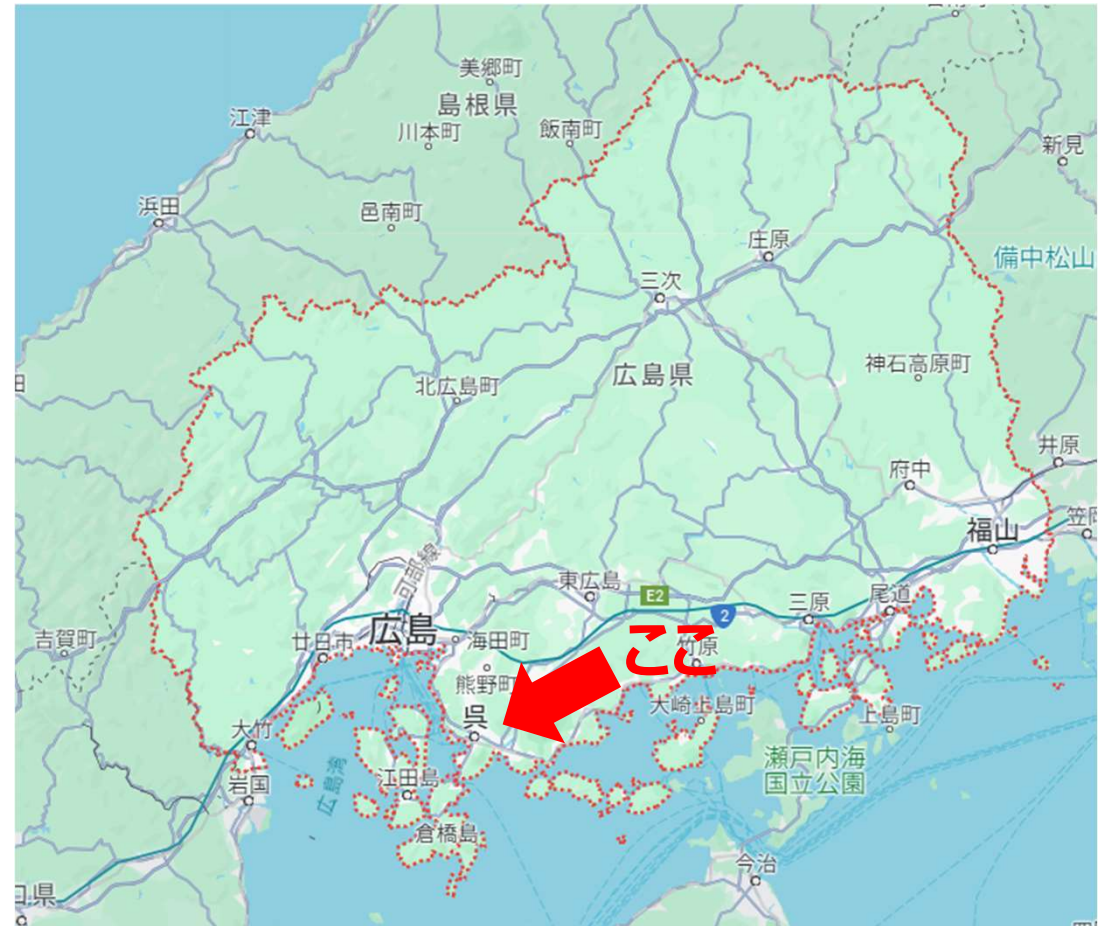 美郷町
島根県
江津
川本町
飯南町
新見
浜田
邑南町
庄原
備中松山
三次
田
北広島町
広島県
神石高原町
井原
府中
福山
笠岡
可部線
東広島
E2
2
三原
尾道
吉賀町
廿日市
広島
海田町
ここ
竹原
熊野町
大竹
呉
大崎上島町
上島町
岩国
広島湾
江田島
瀬戸内海
国立公園
倉橋島
今治
口県